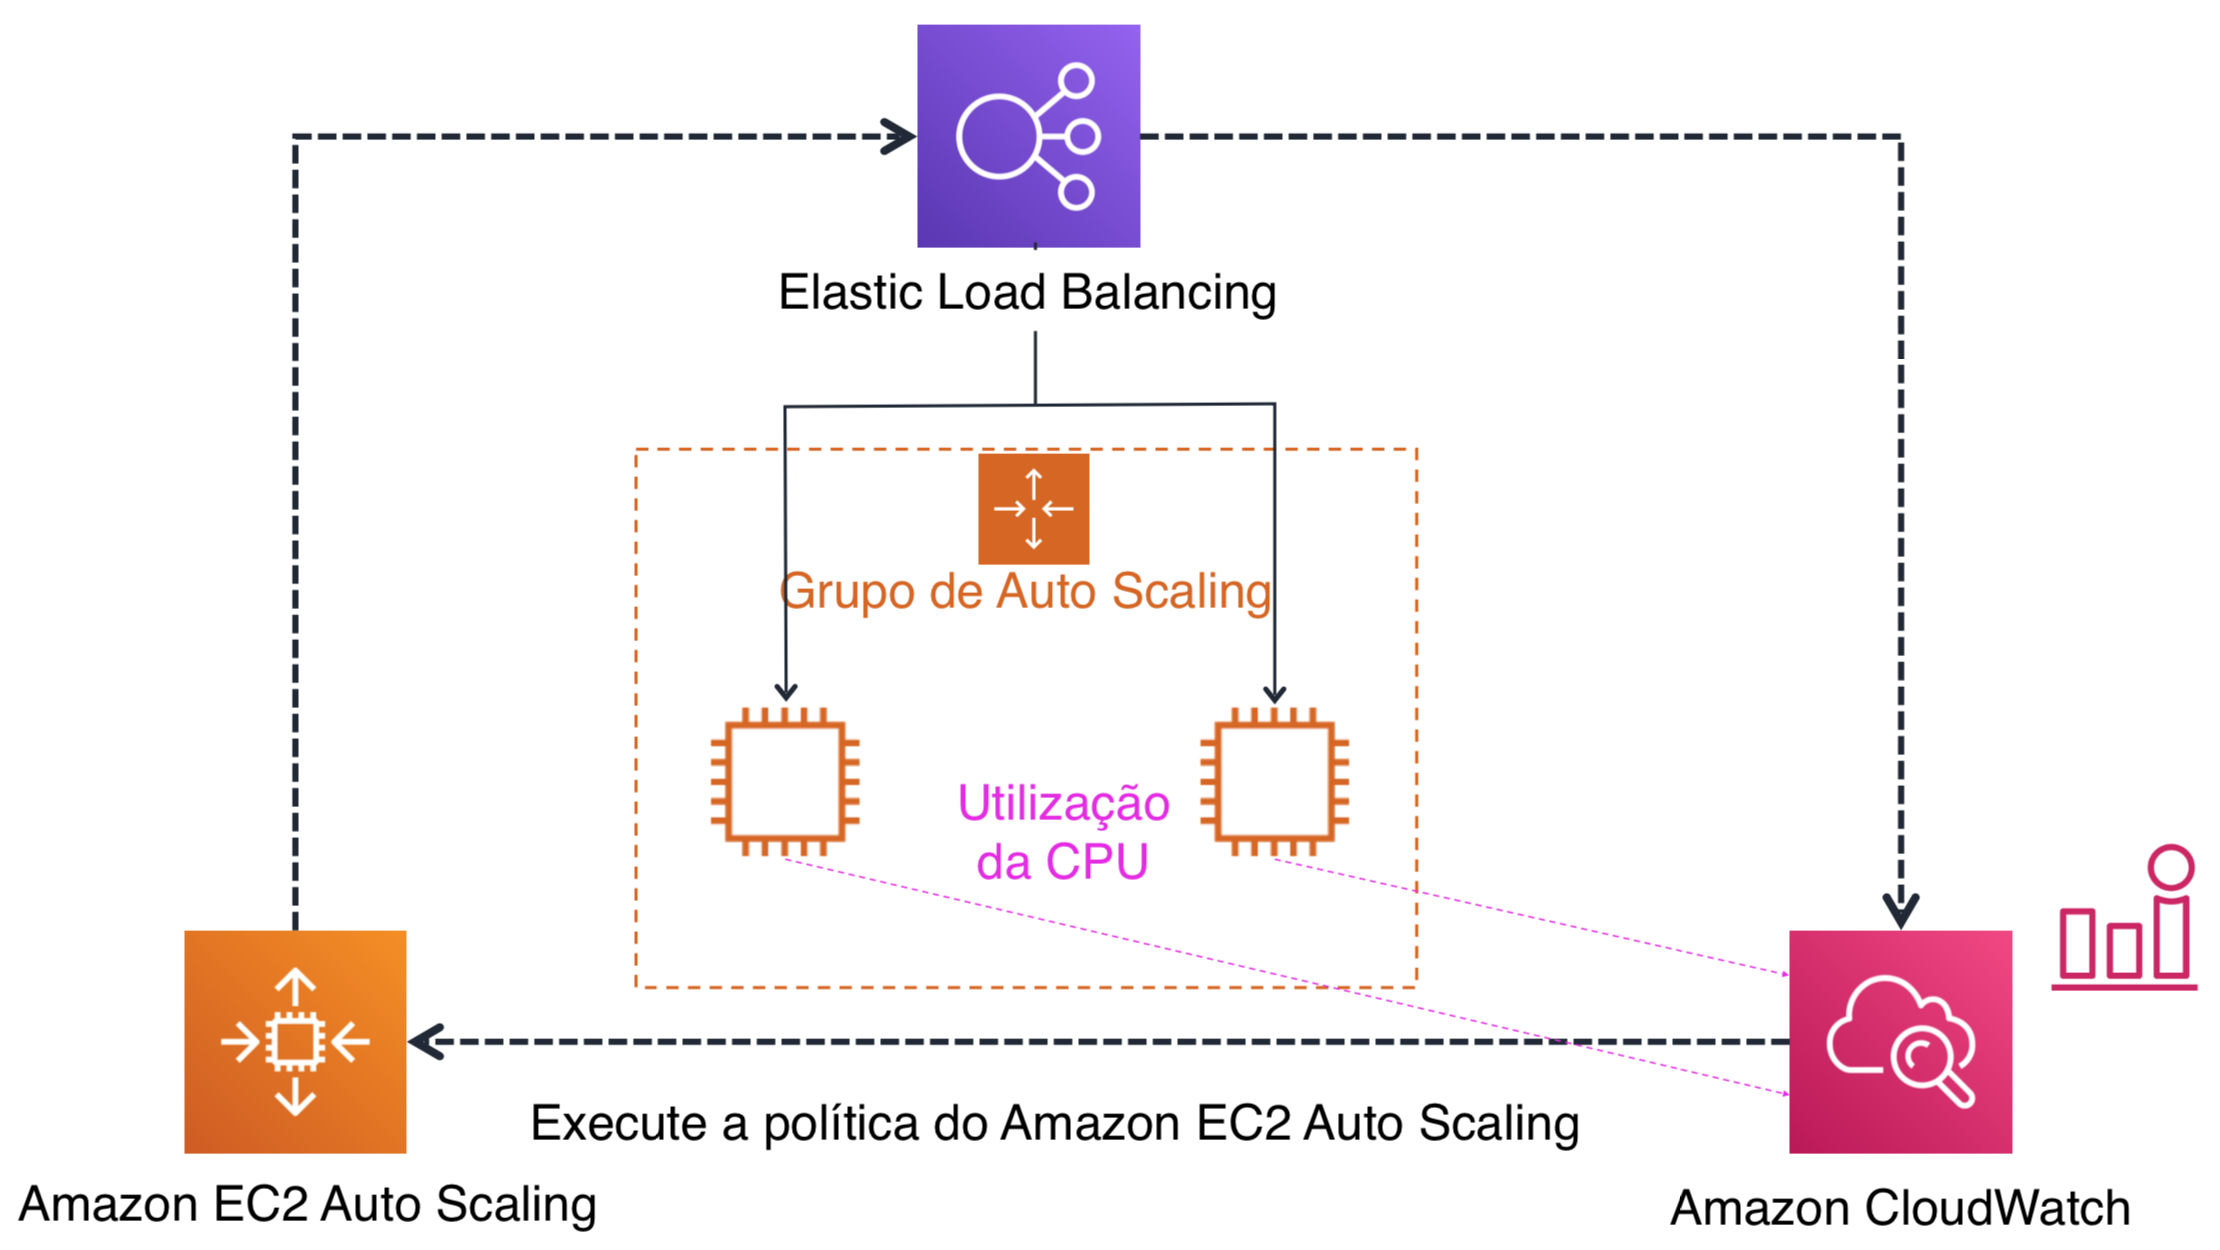 Elastic Load Balancing
Grupo de Auto Scaling
Utilização
da CPU
Execute a política do Amazon EC2 Auto Scaling
Amazon EC2 Auto Scaling
Amazon CloudWatch